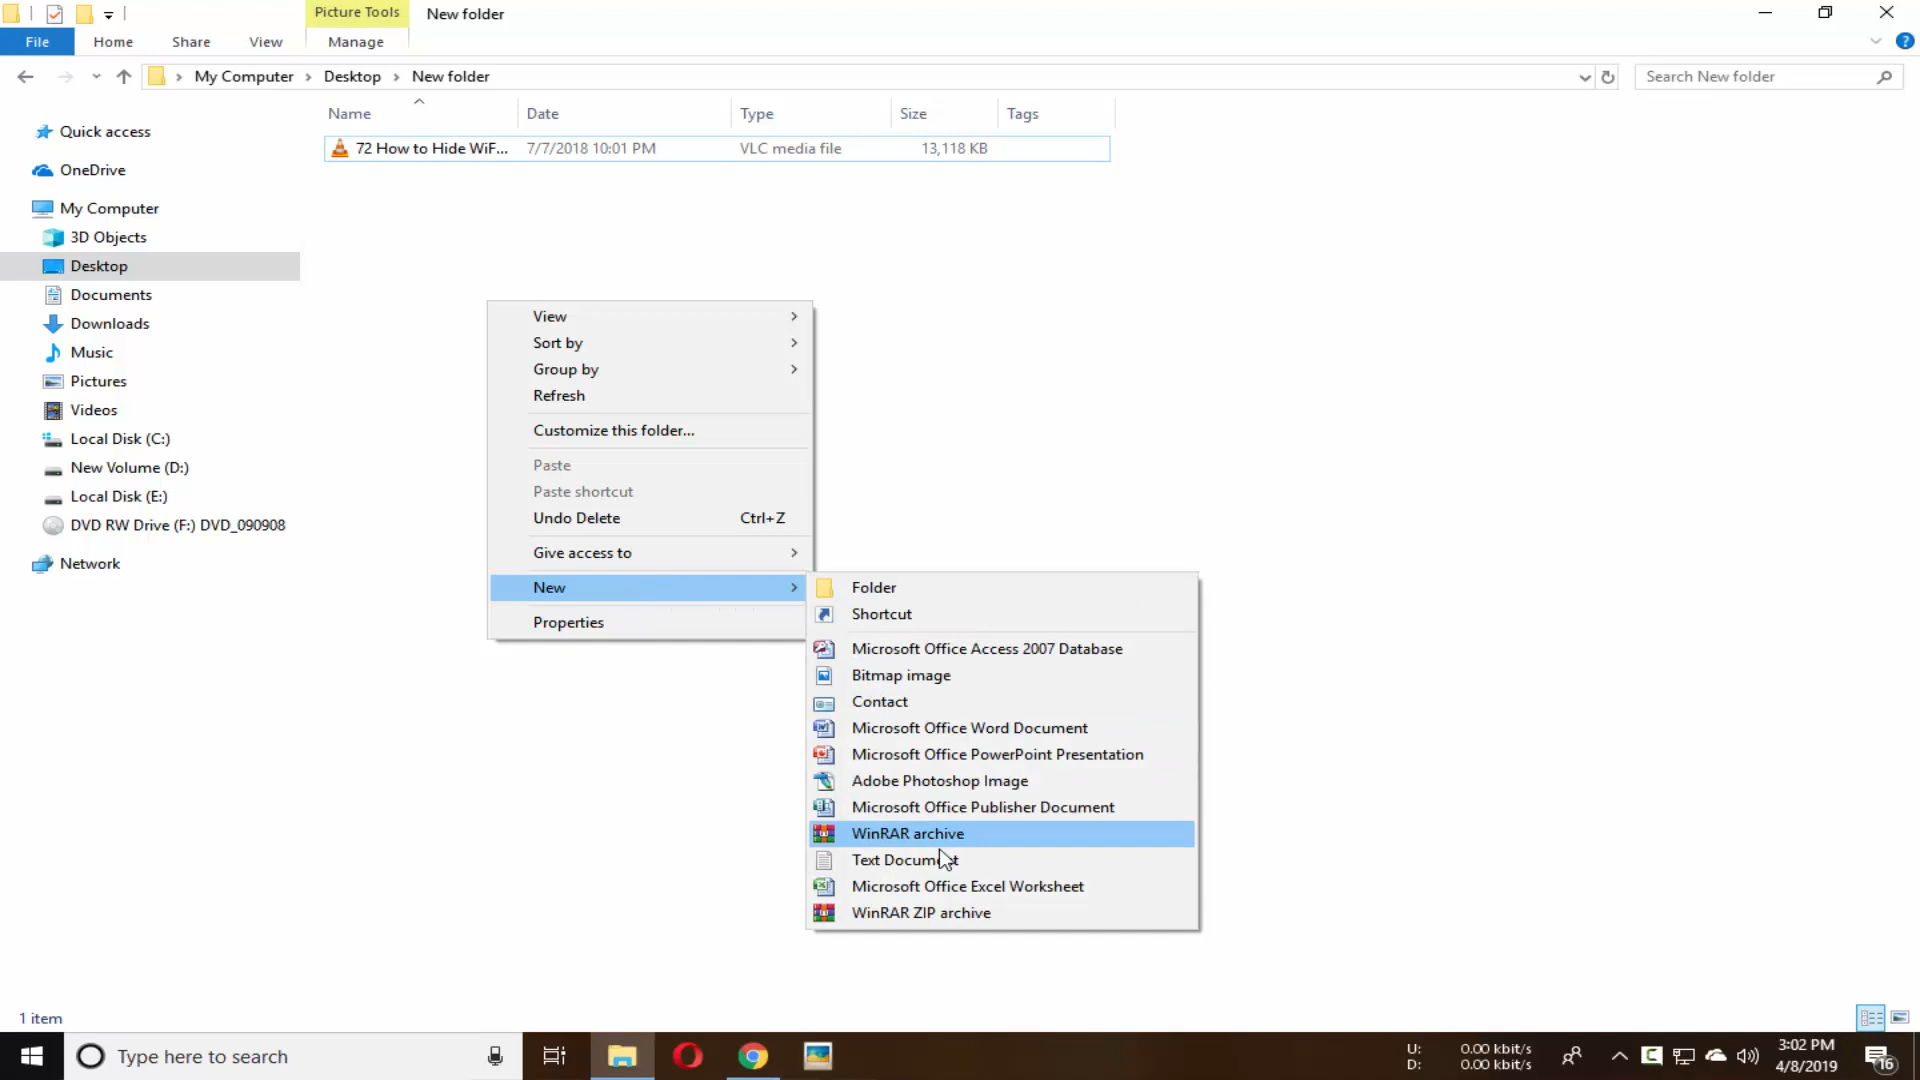 Picture Tools
New folder
File
Home
Share
View
Manage
My Computer
Desktop
New folder
Search New folder
Name
Date
Type
Size
Tags
72 How to Hide WiF...
7/7/2018 10:01 PM
VLC media file
13,118 KB
Quick access
OneDrive
My Computer
3D Objects
Desktop
Documents
Downloads
Music
Pictures
Videos
Local Disk (C:)
New Volume (D:)
Local Disk (E:)
DVD RW Drive (F:) DVD_090908
Network
View
Sort by
Group by
Refresh
Customize this folder...
Paste
Paste shortcut
Undo Delete Ctrl+Z
Give access to
New
Properties
Folder
Shortcut
Microsoft Office Access 2007 Database
Bitmap image
Contact
Microsoft Office Word Document
Microsoft Office PowerPoint Presentation
Adobe Photoshop Image
Microsoft Office Publisher Document
WinRAR archive
Text Document
Microsoft Office Excel Worksheet
WinRAR ZIP archive
1 item
Type here to search
U: 0.00 kbit/s
D: 0.00 kbit/s
3:02 PM
4/8/2019
16